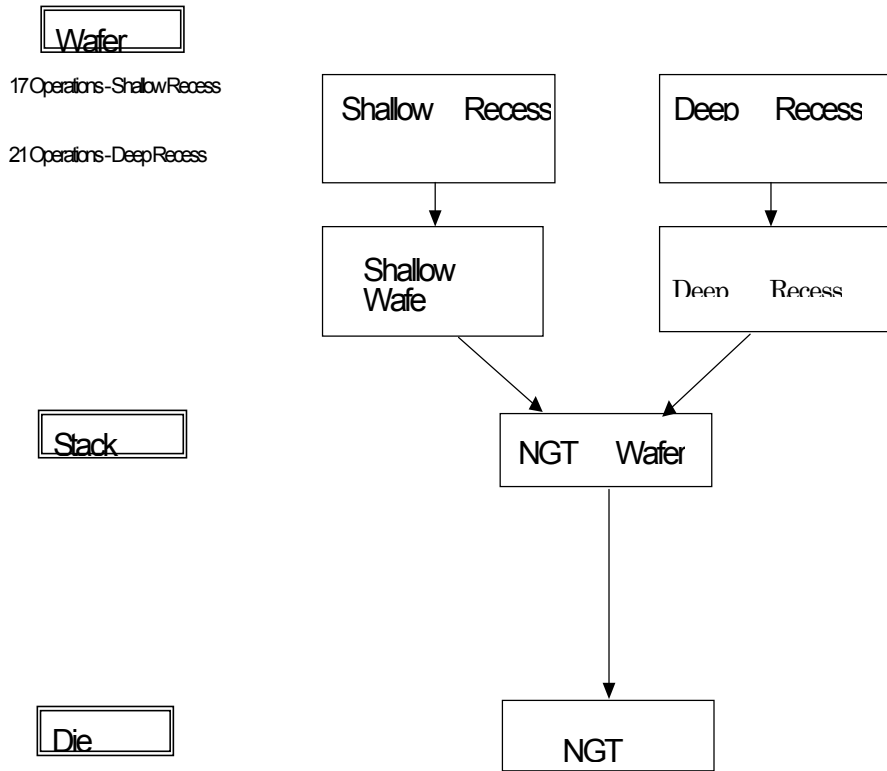 Wafer
17 Operations - Shallow Recess
21 Operations - Deep Recess
Shallow Recess
Deep Recess
Shallow
Wafe
Deep Recess
Stack
NGT Wafer
Die
NGT